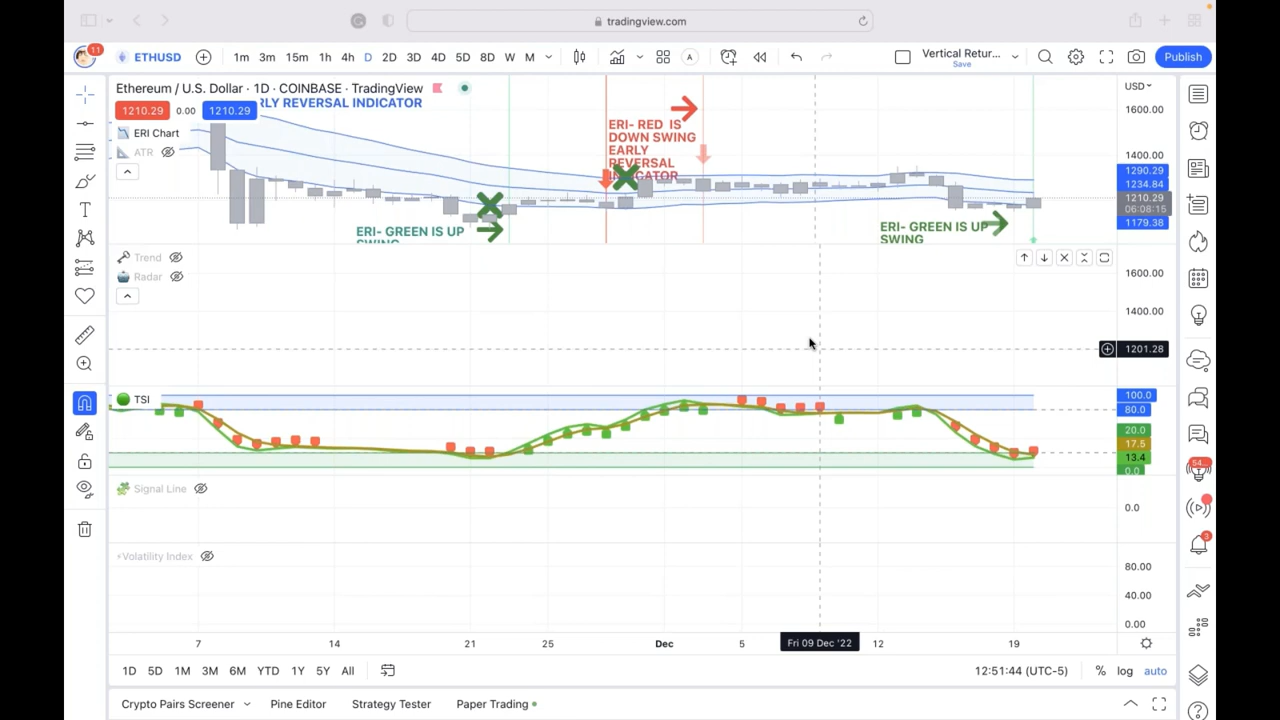 tradingview.com
11
ETHUSD
1m 3m 15m 1h 4h D 2D 3D 4D 5D 8D W M
A
Vertical Retur...
Save
Publish
Ethereum / U.S. Dollar · 1D · COINBASE · TradingView
USD
RLY REVERSAL INDICATOR
1210.29 0.00 1210.29
ERI Chart
ATR
ERI- RED IS
DOWN SWING
EARLY
REVERSAL
INDICATOR
ERI- GREEN IS UP
SWING
ERI- GREEN IS UP
SWING
1600.00
1400.00
1290.29
1234.84
1210.29
06:08:15
1179.38
Trend
Radar
1600.00
1400.00
1201.28
TSI
100.0
80.0
20.0
17.5
13.4
0.0
Signal Line
0.0
Volatility Index
80.00
40.00
0.00
54...
3
7 14 21 25 Dec 5 Fri 09 Dec '22 12 19
1D 5D 1M 3M 6M YTD 1Y 5Y All
12:51:44 (UTC-5) % log auto
Crypto Pairs Screener Pine Editor Strategy Tester Paper Trading